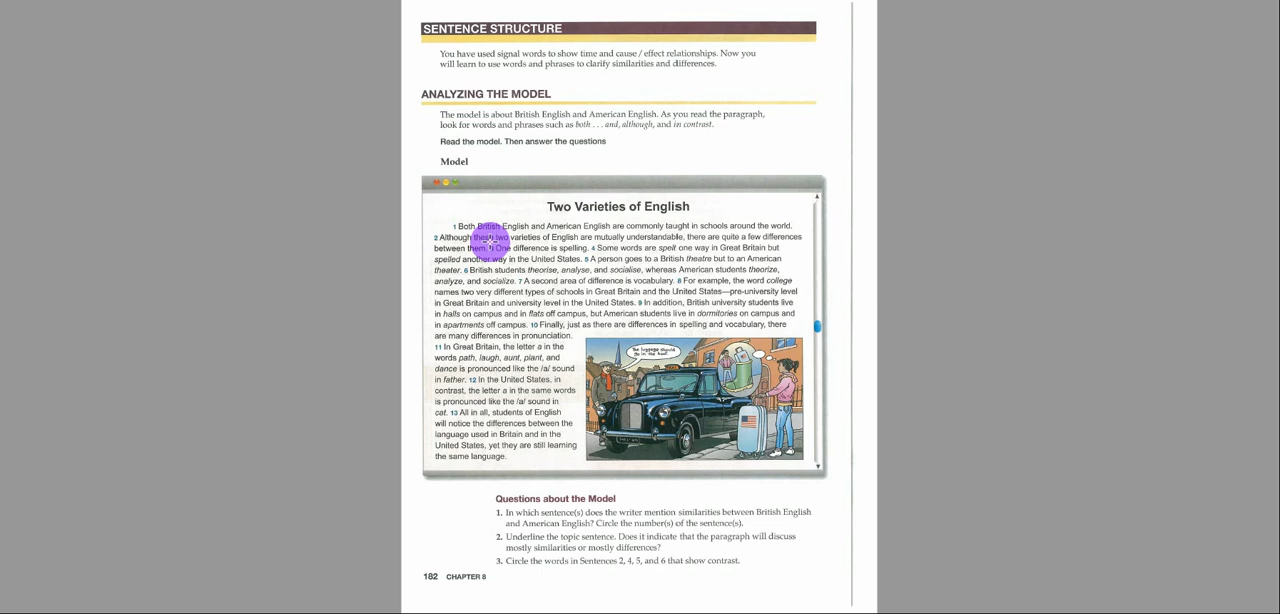 SENTENCE STRUCTURE
You have used signal words to show time and cause / effect relationships. Now you
will learn to use words and phrases to clarify similarities and differences.
ANALYZING THE MODEL
The model is about British English and American English. As you read the paragraph,
look for words and phrases such as both . . . and, although, and in contrast.
Read the model. Then answer the questions
Model
Two Varieties of English
1 Both British English and American English are commonly taught in schools around the world.
2 Although these two varieties of English are mutually understandable, there are quite a few differences
between them. 3 One difference is spelling. 4 Some words are spelt one way in Great Britain but
spelled another way in the United States. 5 A person goes to a British theatre but to an American
theater. 6 British students theorise, analyse, and socialise, whereas American students theorize,
analyze, and socialize. 7 A second area of difference is vocabulary. 8 For example, the word college
names two very different types of schools in Great Britain and the United States—pre-university level
in Great Britain and university level in the United States. 9 In addition, British university students live
in halls on campus and in flats off campus, but American students live in dormitories on campus and
in apartments off campus. 10 Finally, just as there are differences in spelling and vocabulary, there
are many differences in pronunciation.
11 In Great Britain, the letter a in the
words path, laugh, aunt, plant, and
dance is pronounced like the /a/ sound
in father. 12 In the United States, in
contrast, the letter a in the same words
is pronounced like the /a/ sound in
cat. 13 All in all, students of English
will notice the differences between the
language used in Britain and in the
United States, yet they are still learning
the same language.
The luggage should
go in the boot.
Questions about the Model
1. In which sentence(s) does the writer mention similarities between British English
and American English? Circle the number(s) of the sentence(s).
2. Underline the topic sentence. Does it indicate that the paragraph will discuss
mostly similarities or mostly differences?
3. Circle the words in Sentences 2, 4, 5, and 6 that show contrast.
182 CHAPTER 8